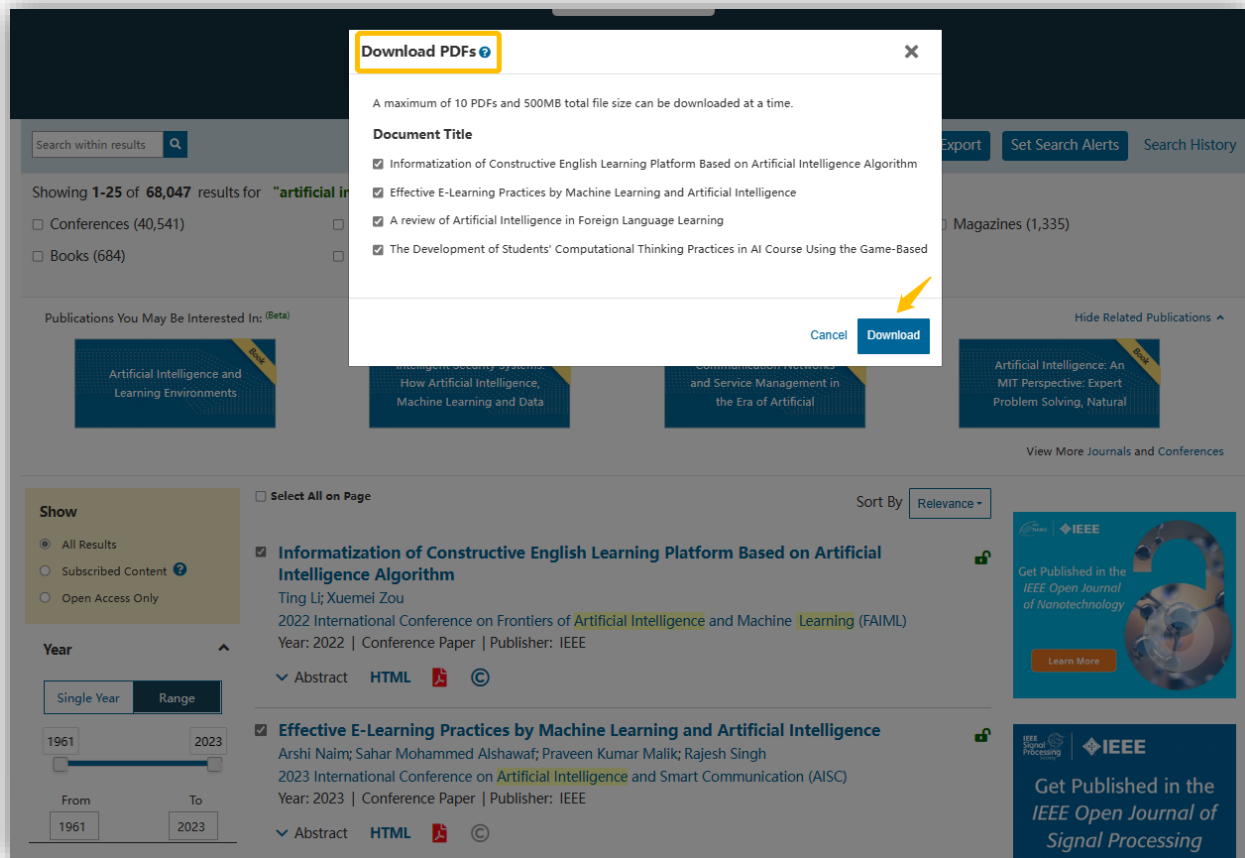 Download PDFs
A maximum of 10 PDFs and 500MB total file size can be downloaded at a time.
Document Title
Informatization of Constructive English Learning Platform Based on Artificial Intelligence Algorithm
Effective E-Learning Practices by Machine Learning and Artificial Intelligence
A review of Artificial Intelligence in Foreign Language Learning
The Development of Students' Computational Thinking Practices in AI Course Using the Game-Based
Cancel Download
Search within results
Export Set Search Alerts Search History
Showing 1-25 of 68,047 results for "artificial in
Conferences (40,541)
Magazines (1,335)
Books (684)
Publications You May Be Interested In: (Beta)
Hide Related Publications
Book
Artificial Intelligence and
Learning Environments
Intelligent Security Systems:
How Artificial Intelligence,
Machine Learning and Data
Communication Networks
and Service Management in
the Era of Artificial
Book
Artificial Intelligence: An
MIT Perspective: Expert
Problem Solving, Natural
View More Journals and Conferences
Show
All Results
Subscribed Content
Open Access Only
Year
Single Year Range
1961 2023
From To
1961 2023
Select All on Page
Sort By Relevance
Informatization of Constructive English Learning Platform Based on Artificial
Intelligence Algorithm
Ting Li; Xuemei Zou
2022 International Conference on Frontiers of Artificial Intelligence and Machine Learning (FAIML)
Year: 2022 | Conference Paper | Publisher: IEEE
Abstract HTML ©
Effective E-Learning Practices by Machine Learning and Artificial Intelligence
Arshi Naim; Sahar Mohammed Alshawaf; Praveen Kumar Malik; Rajesh Singh
2023 International Conference on Artificial Intelligence and Smart Communication (AISC)
Year: 2023 | Conference Paper | Publisher: IEEE
Abstract HTML ©
IEEE
Get Published in the
IEEE Open Journal
of Nanotechnology
Learn More
IEEE
Signal
Processing
Society
IEEE
Get Published in the
IEEE Open Journal of
Signal Processing